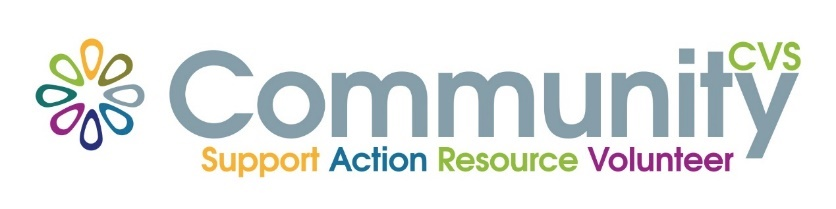 Community CVS
Support Action Resource Volunteer